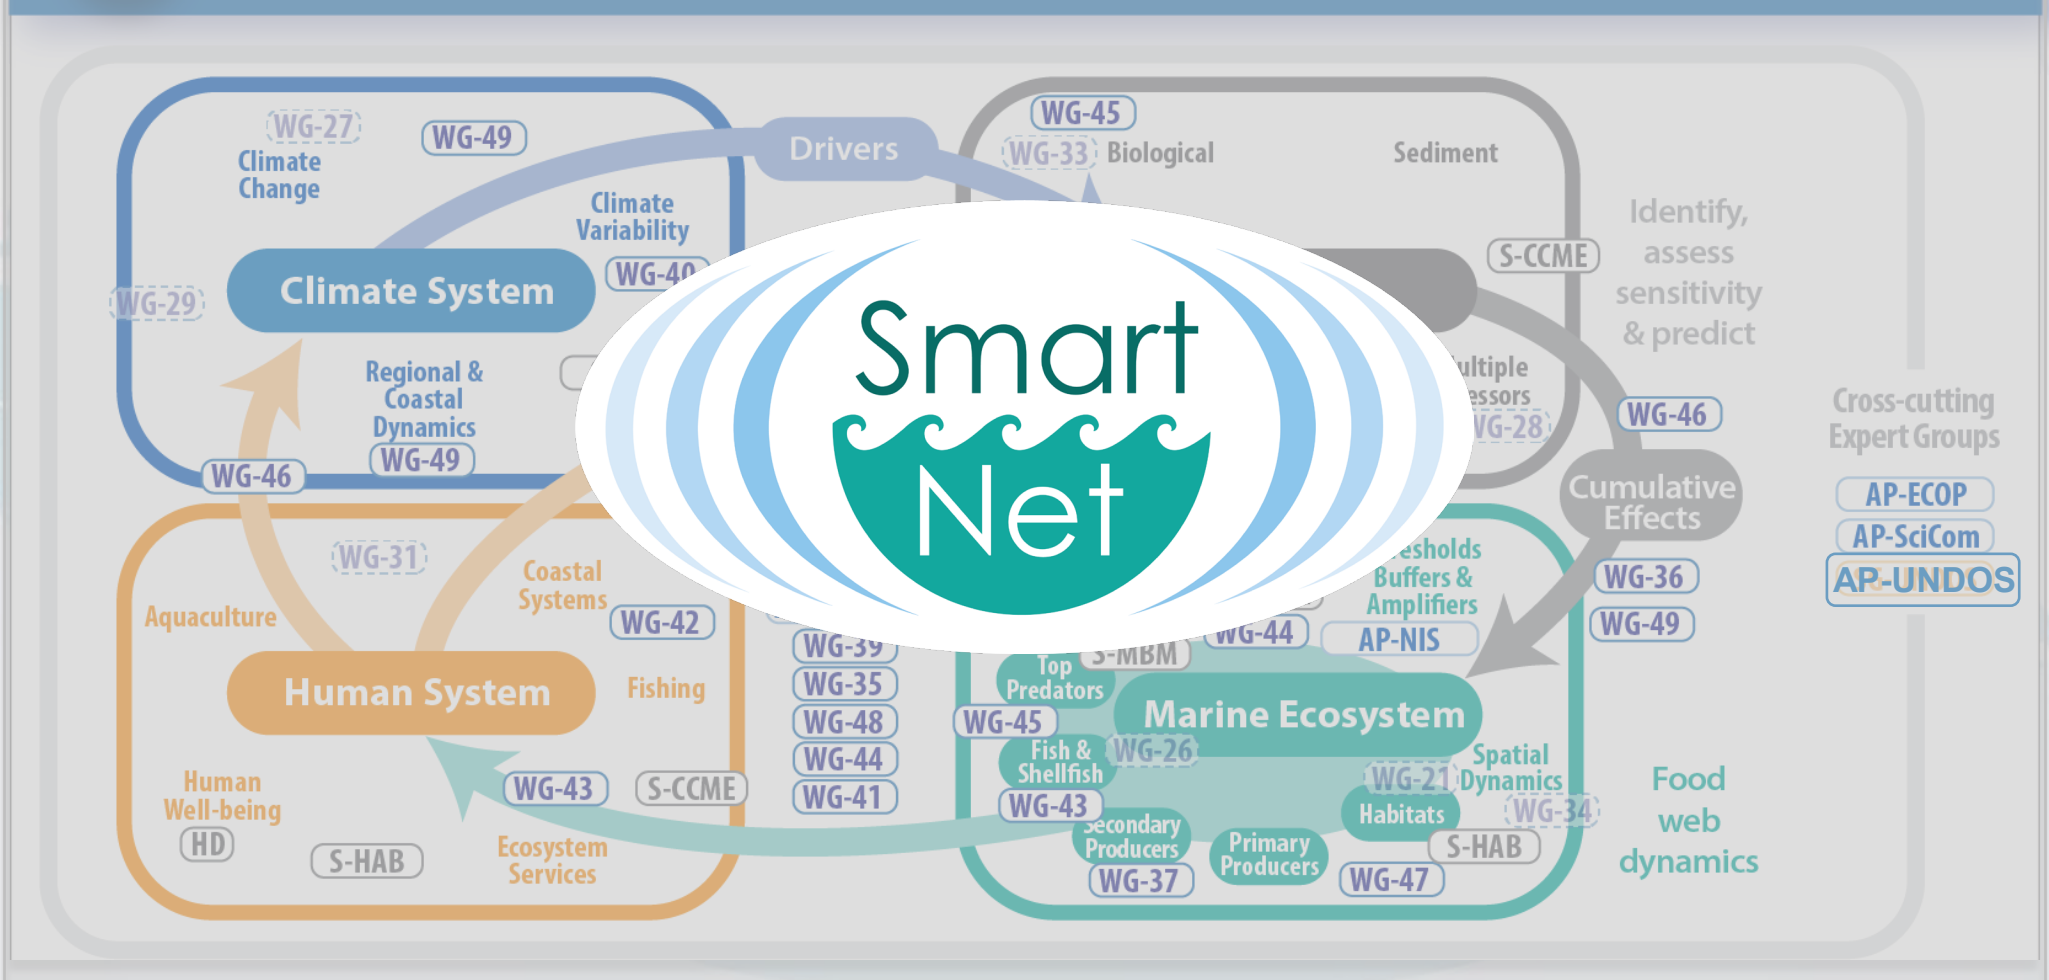 WG-27
WG-49
Climate
Change
Climate
Variability
WG-40
Climate System
WG-29
Regional &
Coastal
Dynamics
WG-49
WG-46
Drivers
WG-45
WG-33
Biological
Sediment
S-CCME
Identify,
assess
sensitivity
& predict
WG-28
WG-46
Cumulative
Effects
WG-36
WG-49
Cross-cutting
Expert Groups
AP-ECOP
AP-SciCom
AP-UNDOS
Smart
Net
WG-31
Coastal
Systems
Aquaculture
WG-42
Human System
Fishing
Human
Well-being
HD
S-HAB
Ecosystem
Services
WG-43
S-CCME
WG-39
WG-35
WG-48
WG-44
WG-41
Buffers &
Amplifiers
WG-44
AP-NIS
S-MBM
Top
Predators
Marine Ecosystem
WG-45
WG-26
Fish &
Shellfish
WG-43
Spatial
Dynamics
WG-21
WG-34
Habitats
S-HAB
Secondary
Producers
WG-37
Primary
Producers
WG-47
Food
web
dynamics